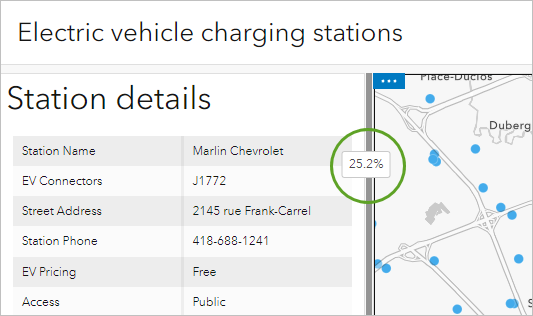 Electric vehicle charging stations
Station details
Station Name Marlin Chevrolet
EV Connectors J1772
Street Address 2145 rue Frank-Carrel
Station Phone 418-688-1241
EV Pricing Free
Access Public
25.2%
Place-Duclos
Duberg